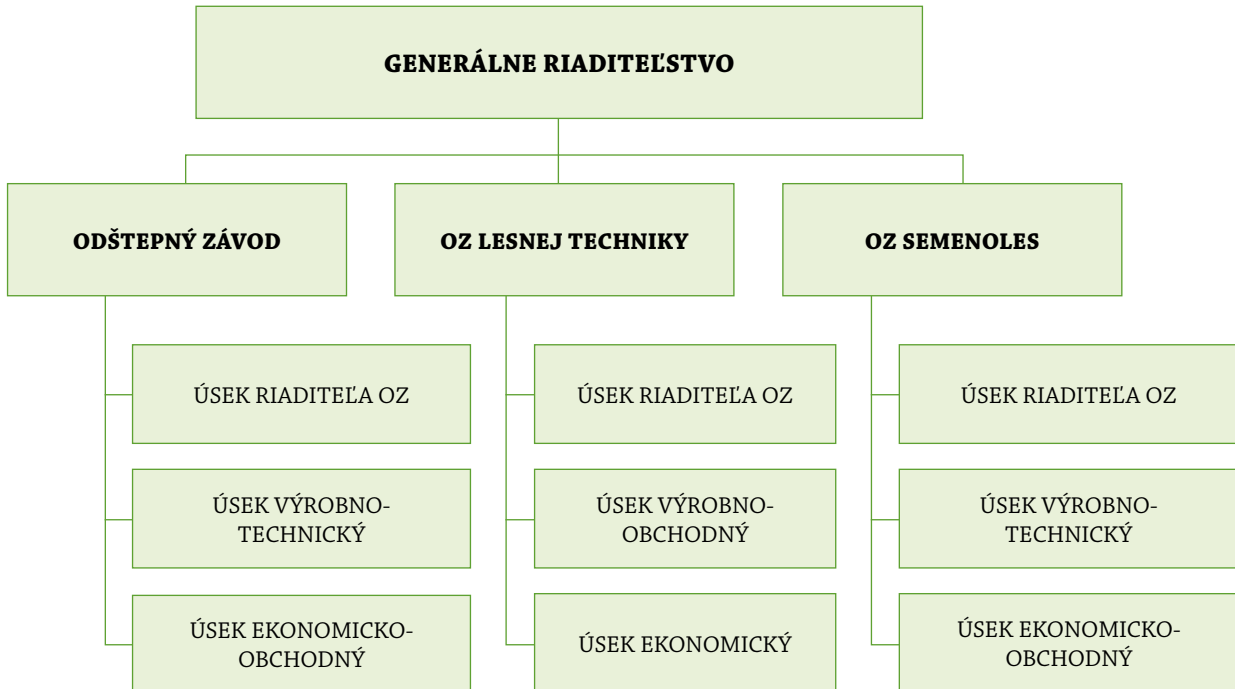 GENERÁLNE RIADITEĽSTVO
ODŠTEPNÝ ZÁVOD
OZ LESNEJ TECHNIKY
OZ SEMENOLES
ÚSEK RIADITEĽA OZ
ÚSEK RIADITEĽA OZ
ÚSEK RIADITEĽA OZ
ÚSEK VÝROBNO-
TECHNICKÝ
ÚSEK VÝROBNO-
OBCHODNÝ
ÚSEK VÝROBNO-
TECHNICKÝ
ÚSEK EKONOMICKO-
OBCHODNÝ
ÚSEK EKONOMICKÝ
ÚSEK EKONOMICKO-
OBCHODNÝ